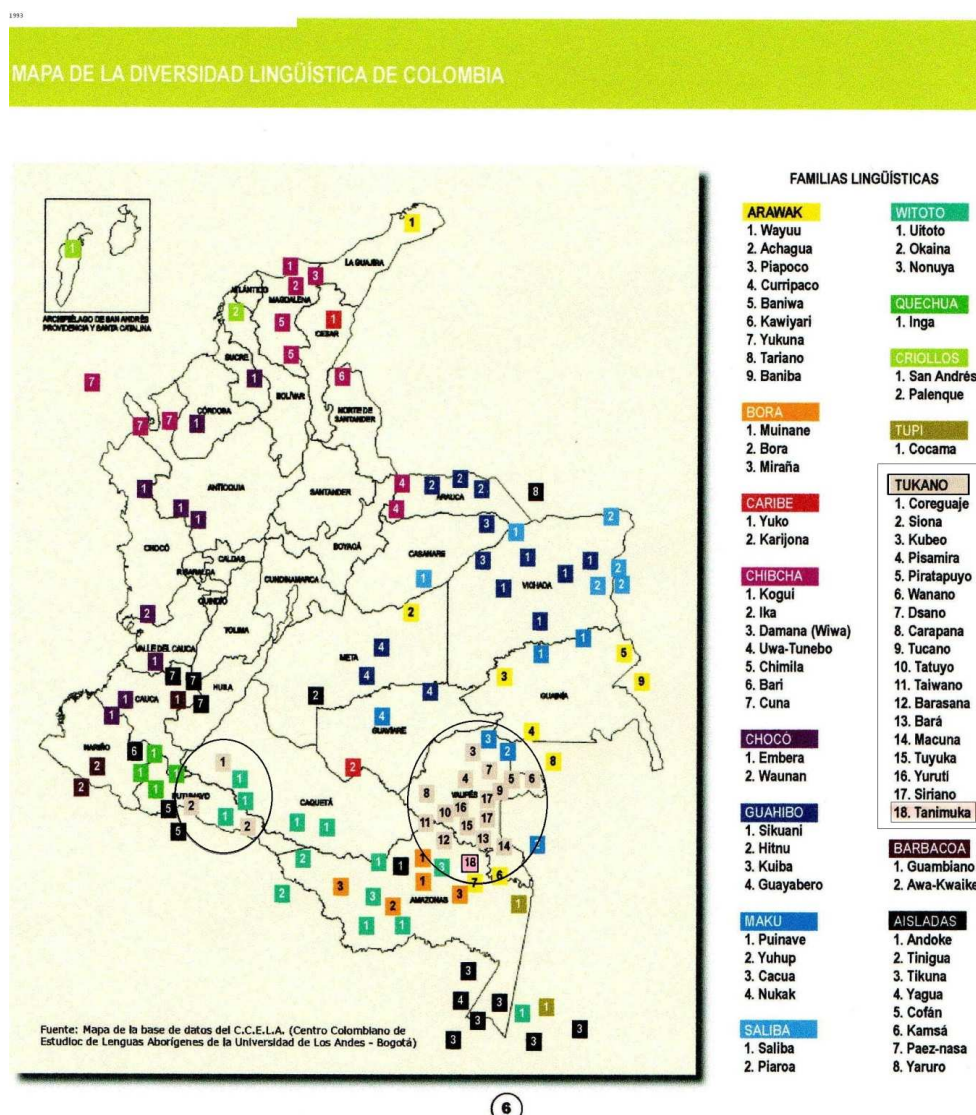 1993
MAPA DE LA DIVERSIDAD LINGÜÍSTICA DE COLOMBIA
FAMILIAS LINGÜÍSTICAS
ARAWAK
1. Wayuu
2. Achagua
3. Piapoco
4. Curripaco
5. Baniwa
6. Kawiyari
7. Yukuna
8. Tariano
9. Baniba
BORA
1. Muinane
2. Bora
3. Miraña
CARIBE
1. Yuko
2. Karijona
CHIBCHA
1. Kogui
2. Ika
3. Damana (Wiwa)
4. Uwa-Tunebo
5. Chimila
6. Bari
7. Cuna
CHOCÓ
1. Embera
2. Waunan
GUAHIBO
1. Sikuani
2. Hitnu
3. Kuiba
4. Guayabero
MAKU
1. Puinave
2. Yuhup
3. Cacua
4. Nukak
SALIBA
1. Saliba
2. Piaroa
WITOTO
1. Uitoto
2. Okaina
3. Nonuya
QUECHUA
1. Inga
CRIOLLOS
1. San Andrés
2. Palenque
TUPI
1. Cocama
TUKANO
1. Coreguaje
2. Siona
3. Kubeo
4. Pisamira
5. Piratapuyo
6. Wanano
7. Dsano
8. Carapana
9. Tucano
10. Tatuyo
11. Taiwano
12. Barasana
13. Bará
14. Macuna
15. Tuyuka
16. Yuruti
17. Siriano
18. Tanimuka
BARBACOA
1. Guambiano
2. Awa-Kwaike
AISLADAS
1. Andoke
2. Tinigua
3. Tikuna
4. Yagua
5. Cofán
6. Kamsá
7. Paez-nasa
8. Yaruro
ARCHIPIÉLAGO DE SAN ANDRÉS
PROVIDENCIA Y SANTA CATALINA
LA GUAJIRA
ATLÁNTICO
MAGDALENA
CESAR
SUCRE
BOLÍVAR
CÓRDOBA
NORTE DE
SANTANDER
ANTIOQUIA
SANTANDER
ARAUCA
CHOCÓ
BOYACÁ
CASANARE
CALDAS
RISARALDA
CUNDINAMARCA
VICHADA
QUINDÍO
TOLIMA
VALLE DEL CAUCA
META
HUILA
GUAINÍA
CAUCA
GUAVIARE
NARIÑO
PUTUMAYO
CAQUETÁ
VAUPÉS
AMAZONAS
Fuente: Mapa de la base de datos del C.C.E.L.A. (Centro Colombiano de
Estudioc de Lenguas Aborígenes de la Universidad de Los Andes - Bogotá)
6